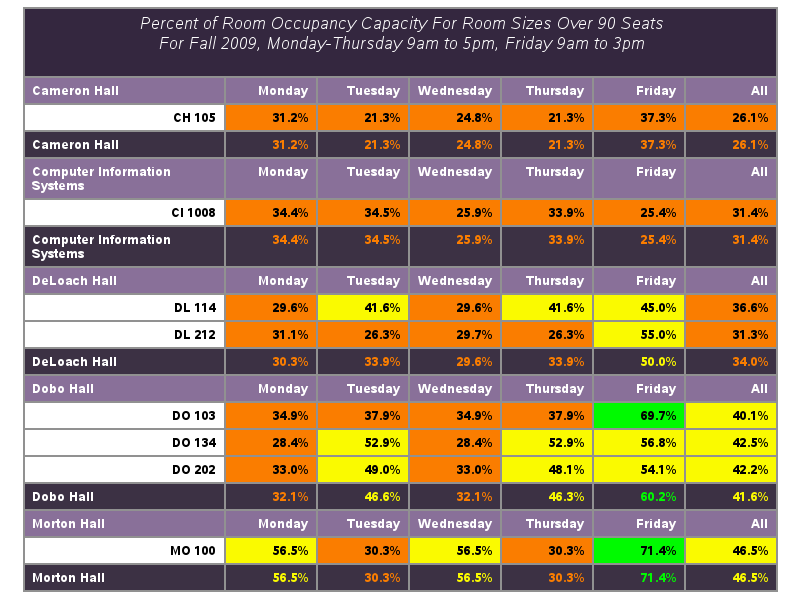 Percent of Room Occupancy Capacity For Room Sizes Over 90 Seats
For Fall 2009, Monday-Thursday 9am to 5pm, Friday 9am to 3pm
Cameron Hall Monday Tuesday Wednesday Thursday Friday All
CH 105 31.2% 21.3% 24.8% 21.3% 37.3% 26.1%
Cameron Hall 31.2% 21.3% 24.8% 21.3% 37.3% 26.1%
Computer Information Monday Tuesday Wednesday Thursday Friday All
Systems
CI 1008 34.4% 34.5% 25.9% 33.9% 25.4% 31.4%
Computer Information 34.4% 34.5% 25.9% 33.9% 25.4% 31.4%
Systems
DeLoach Hall Monday Tuesday Wednesday Thursday Friday All
DL 114 29.6% 41.6% 29.6% 41.6% 45.0% 36.6%
DL 212 31.1% 26.3% 29.7% 26.3% 55.0% 31.3%
DeLoach Hall 30.3% 33.9% 29.6% 33.9% 50.0% 34.0%
Dobo Hall Monday Tuesday Wednesday Thursday Friday All
DO 103 34.9% 37.9% 34.9% 37.9% 69.7% 40.1%
DO 134 28.4% 52.9% 28.4% 52.9% 56.8% 42.5%
DO 202 33.0% 49.0% 33.0% 48.1% 54.1% 42.2%
Dobo Hall 32.1% 46.6% 32.1% 46.3% 60.2% 41.6%
Morton Hall Monday Tuesday Wednesday Thursday Friday All
MO 100 56.5% 30.3% 56.5% 30.3% 71.4% 46.5%
Morton Hall 56.5% 30.3% 56.5% 30.3% 71.4% 46.5%